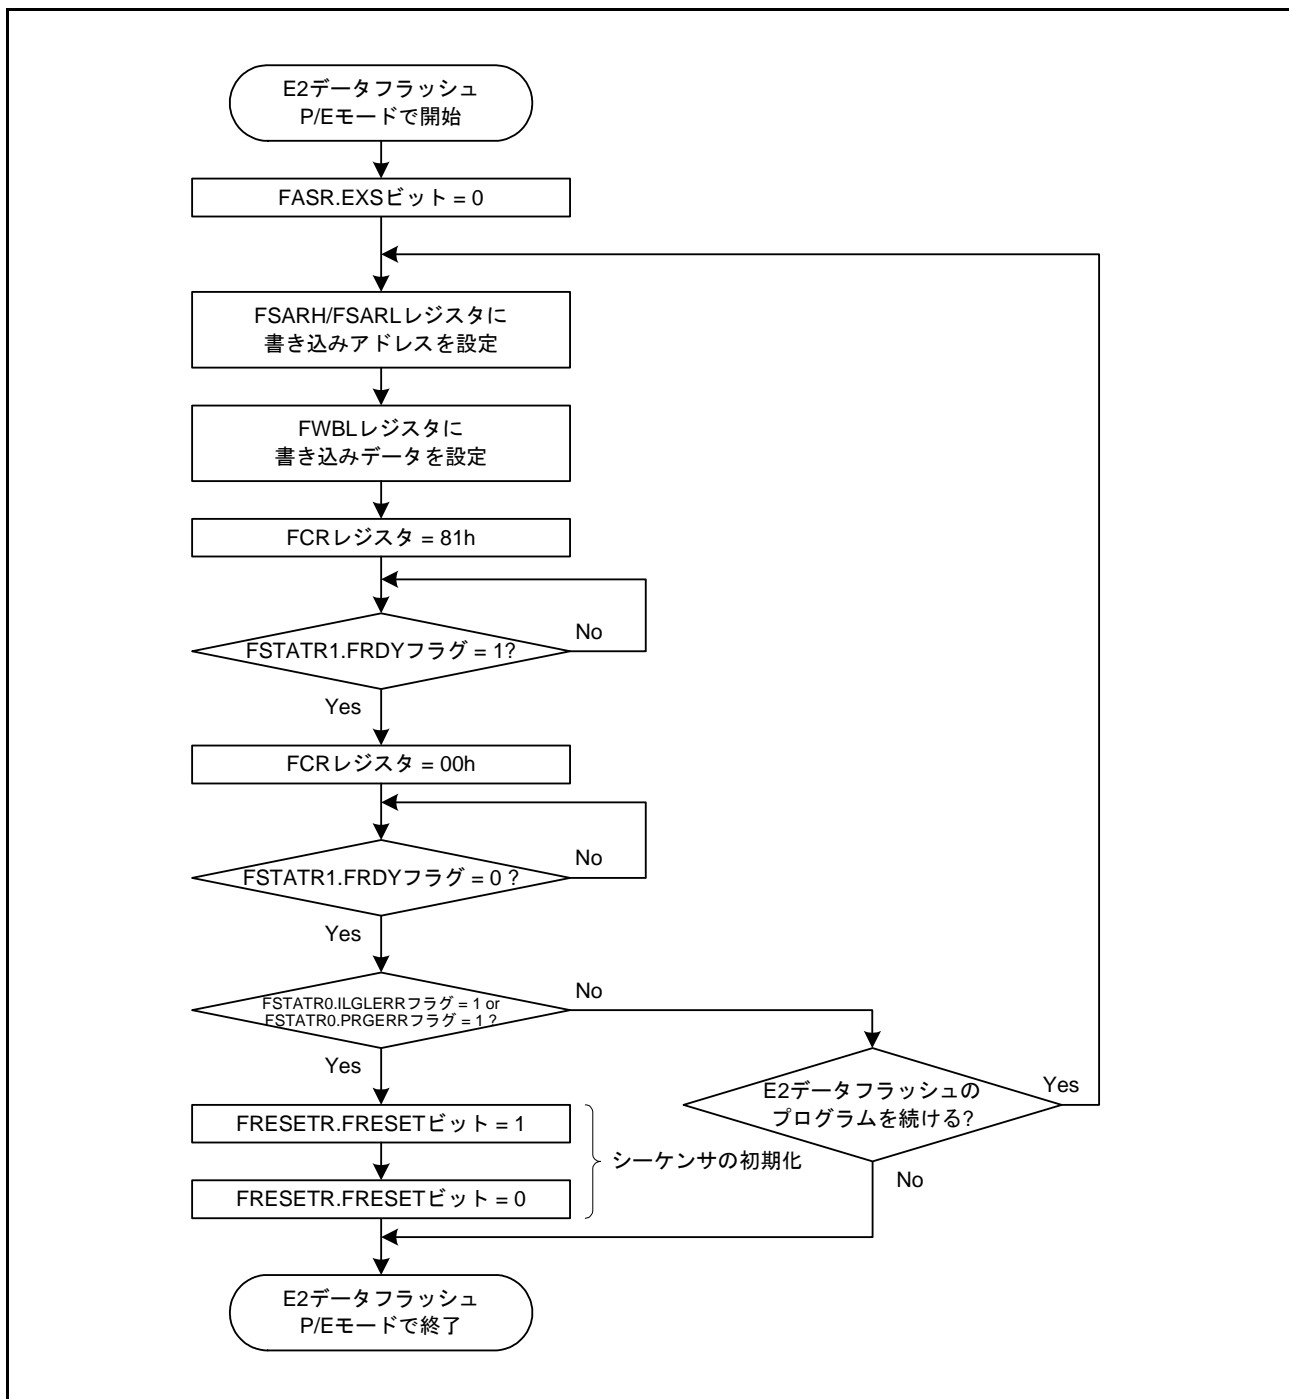 E2データフラッシュ
P/Eモードで開始
FASR.EXSビット = 0
FSARH/FSARLレジスタに
書き込みアドレスを設定
FWBLレジスタに
書き込みデータを設定
FCRレジスタ = 81h
FSTATR1.FRDYフラグ = 1?
No
Yes
FCRレジスタ = 00h
FSTATR1.FRDYフラグ = 0 ?
No
Yes
FSTATR0.ILGLERRフラグ = 1 or
FSTATR0.PRGERRフラグ = 1 ?
No
Yes
E2データフラッシュの
プログラムを続ける?
Yes
No
FRESETR.FRESETビット = 1
シーケンサの初期化
FRESETR.FRESETビット = 0
E2データフラッシュ
P/Eモードで終了